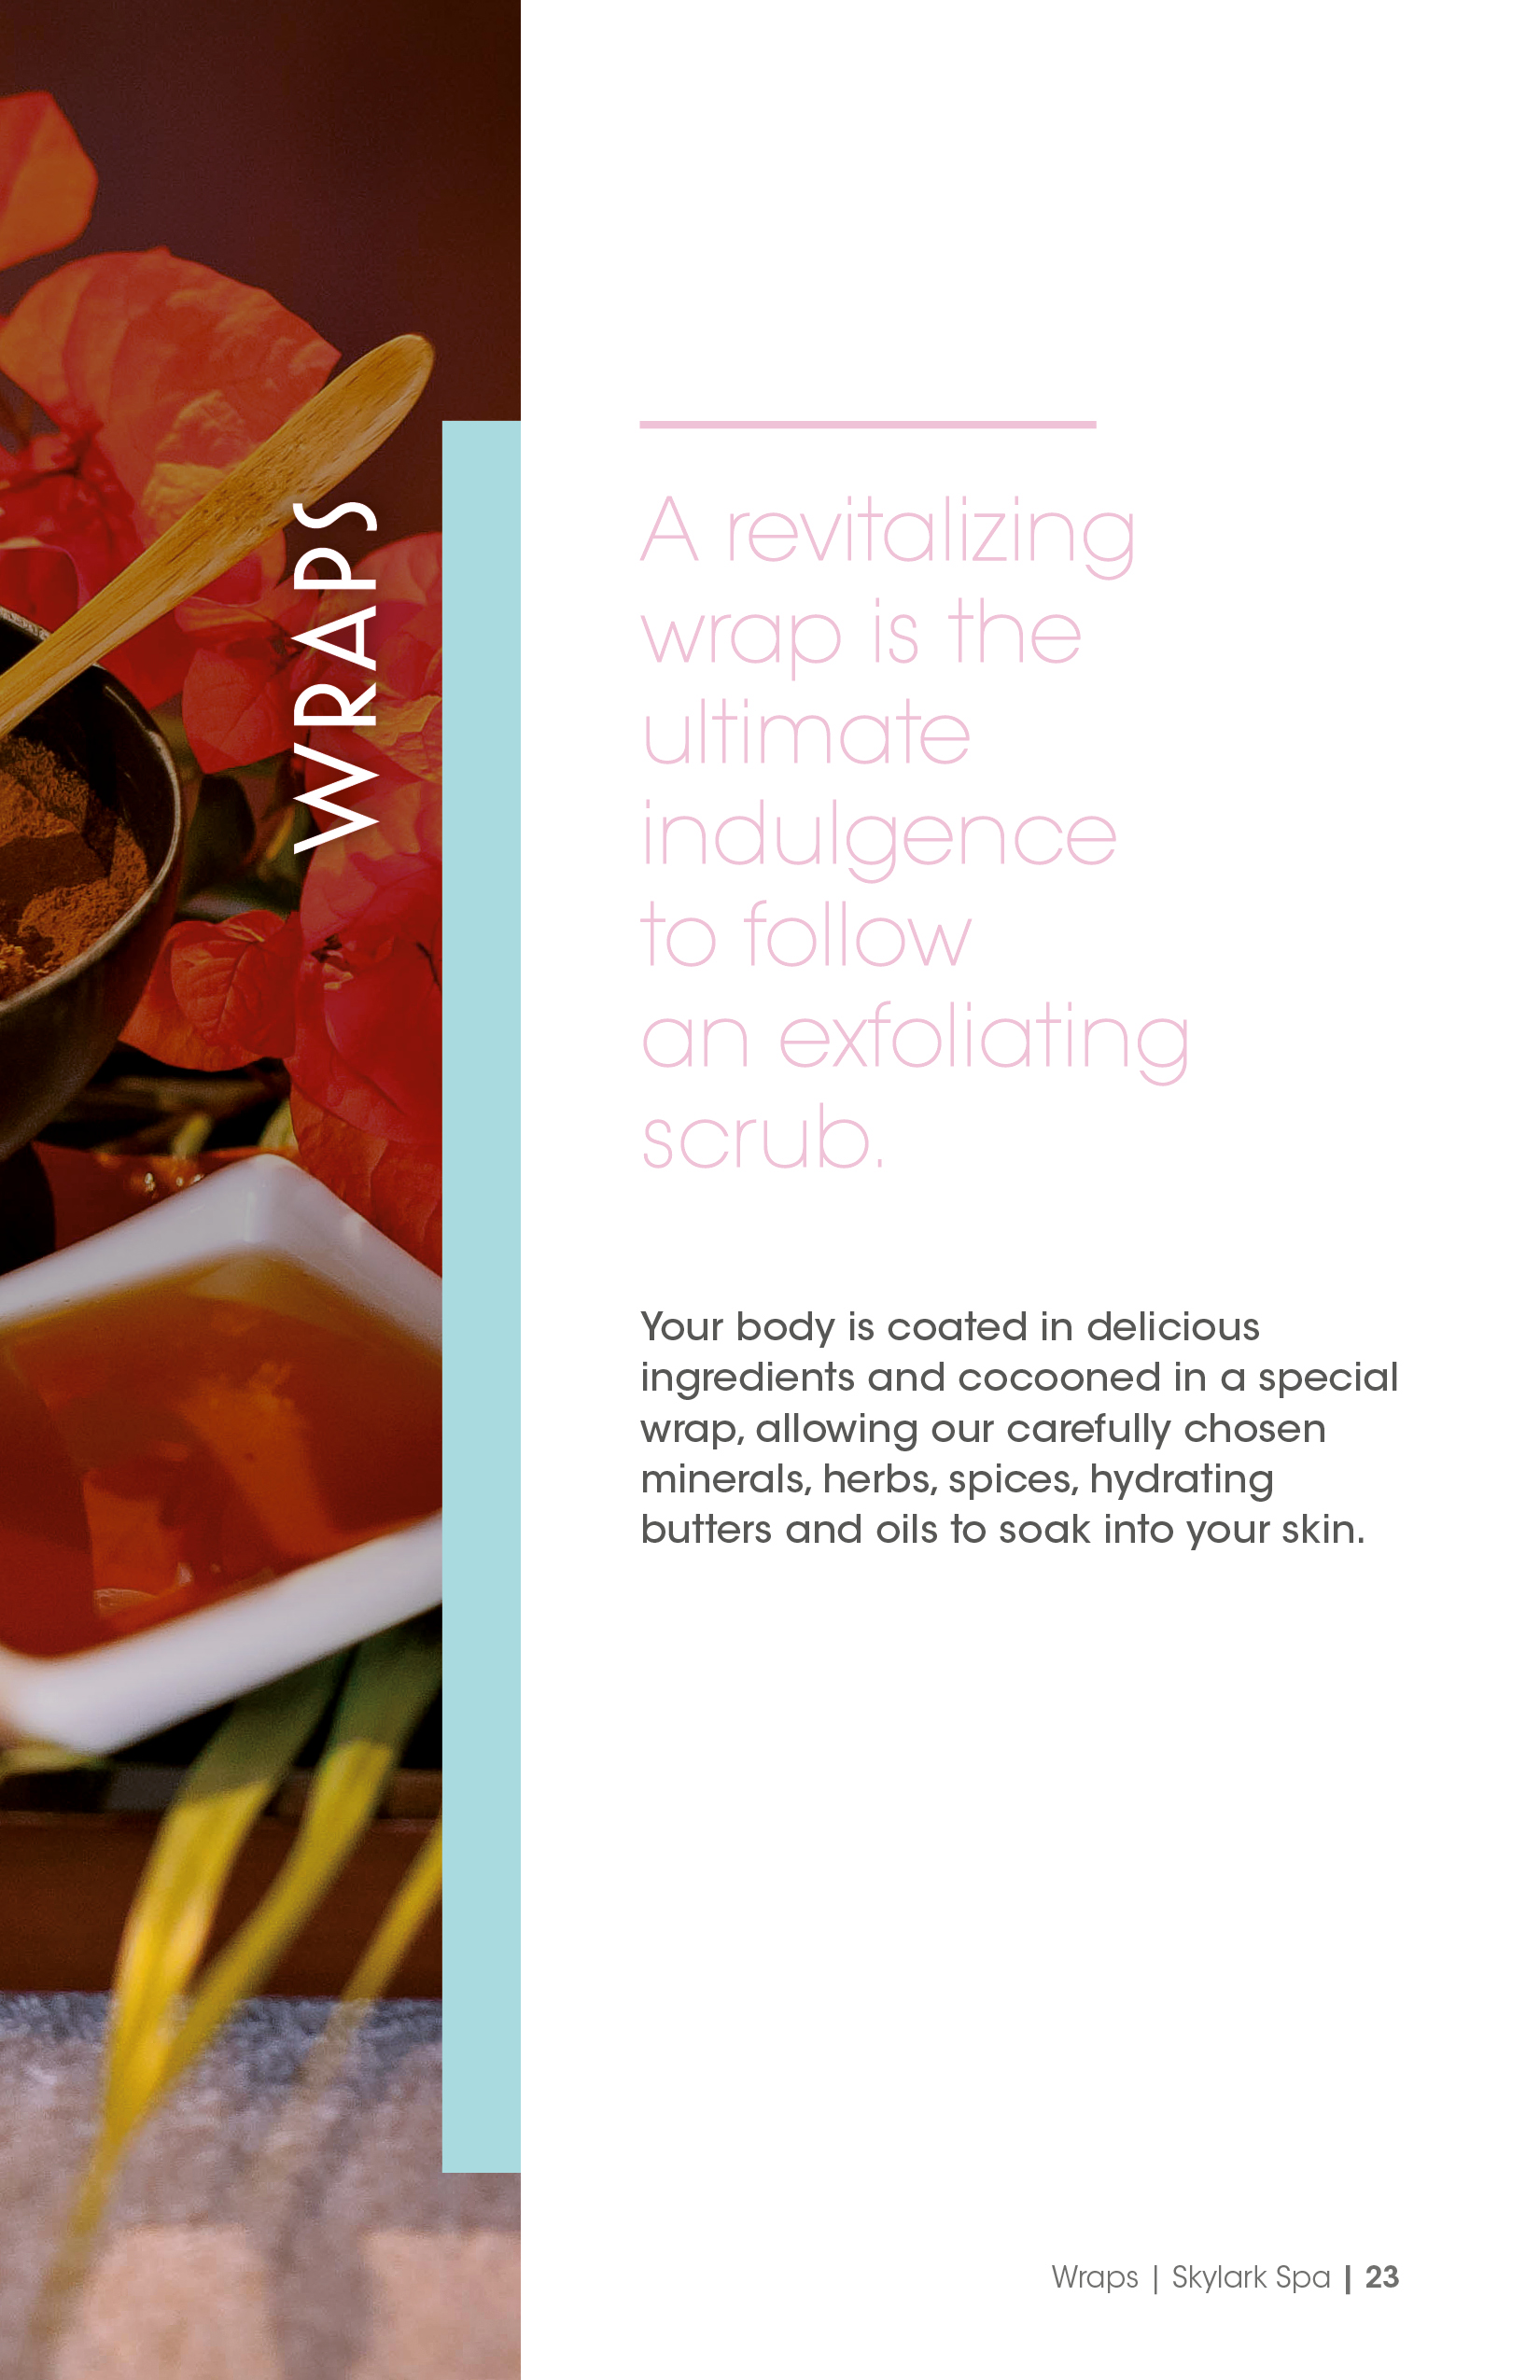 WRAPS
A revitalizing
wrap is the
ultimate
indulgence
to follow
an exfoliating
scrub.
Your body is coated in delicious
ingredients and cocooned in a special
wrap, allowing our carefully chosen
minerals, herbs, spices, hydrating
butters and oils to soak into your skin.
Wraps | Skylark Spa | 23